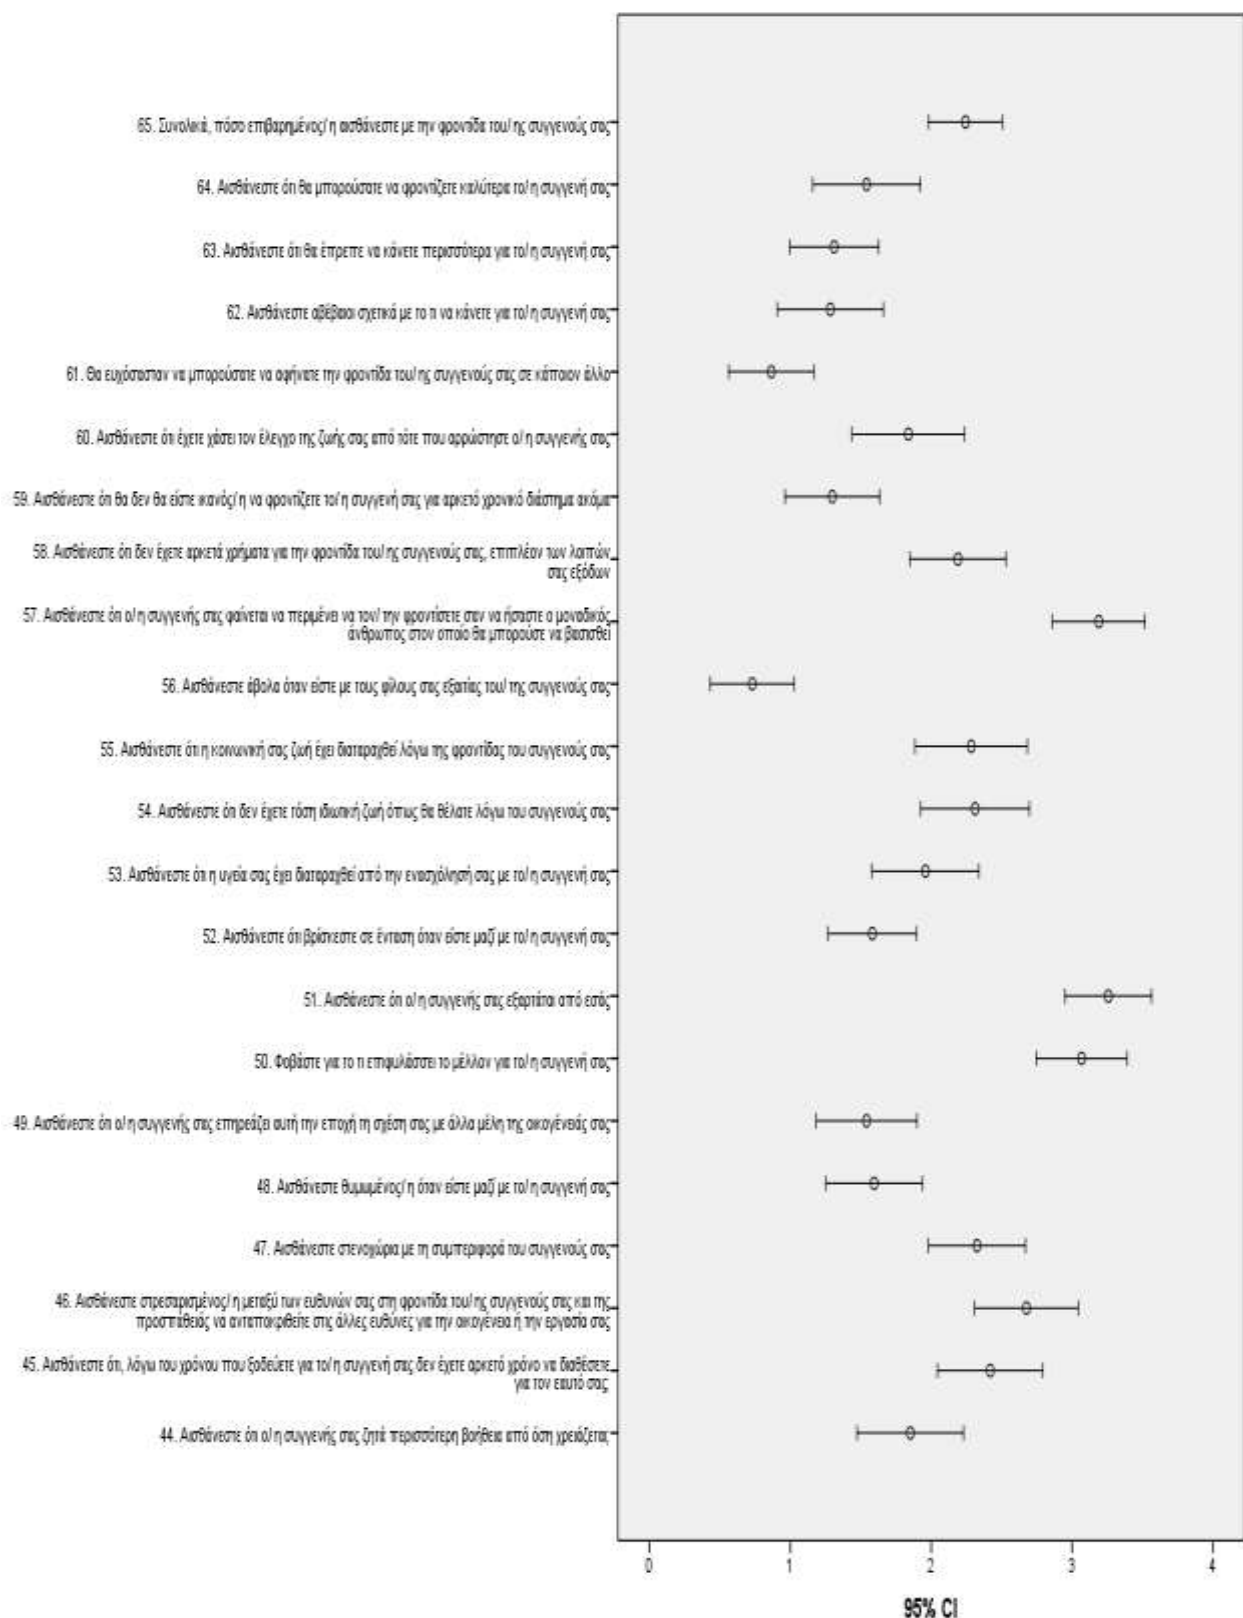 65. Συνολικά, πόσο επιβαρημένος/ η αισθάνεστε με την φροντίδα του/ ης συγγενούς σας
64. Αισθάνεστε ότι θα μπορούσατε να φροντίζετε καλύτερα το/ η συγγενή σας
63. Αισθάνεστε ότι θα έπρεπε να κάνετε περισσότερα για το/ η συγγενή σας
62. Αισθάνεστε αβέβαιοι σχετικά με το τι να κάνετε για το/ η συγγενή σας
61. Θα ευχόσασταν να μπορούσατε να αφήνατε την φροντίδα του/ ης συγγενούς σας σε κάποιον άλλο
60. Αισθάνεστε ότι έχετε χάσει τον έλεγχο της ζωής σας από τότε που αρρώστησε ο/ η συγγενής σας
59. Αισθάνεστε ότι θα δεν θα είστε ικανός/ η να φροντίζετε το/ η συγγενή σας για αρκετό χρονικό διάστημα ακόμα
58. Αισθάνεστε ότι δεν έχετε αρκετά χρήματα για την φροντίδα του/ ης συγγενούς σας, επιπλέον των λοιπών
σας εξόδων
57. Αισθάνεστε ότι ο/ η συγγενής σας φαίνεται να περιμένει να τον/ την φροντίσετε σαν να ήσαστε ο μοναδικός
άνθρωπος στον οποίο θα μπορούσε να βασισθεί
56. Αισθάνεστε άβολα όταν είστε με τους φίλους σας εξαιτίας του/ της συγγενούς σας
55. Αισθάνεστε ότι η κοινωνική σας ζωή έχει διαταραχθεί λόγω της φροντίδας του συγγενούς σας
54. Αισθάνεστε ότι δεν έχετε τόση ιδιωτική ζωή όπως θα θέλατε λόγω του συγγενούς σας
53. Αισθάνεστε ότι η υγεία σας έχει διαταραχθεί από την ενασχόλησή σας με το/ η συγγενή σας
52. Αισθάνεστε ότι βρίσκεστε σε ένταση όταν είστε μαζί με το/ η συγγενή σας
51. Αισθάνεστε ότι ο/ η συγγενής σας εξαρτάται από εσάς
50. Φοβάστε για το τι επιφυλάσσει το μέλλον για το/ η συγγενή σας
49. Αισθάνεστε ότι ο/ η συγγενής σας επηρεάζει αυτή την εποχή τη σχέση σας με άλλα μέλη της οικογένειάς σας
48. Αισθάνεστε θυμωμένος/ η όταν είστε μαζί με το/ η συγγενή σας
47. Αισθάνεστε στενοχώρια με τη συμπεριφορά του συγγενούς σας
46. Αισθάνεστε στρεσαρισμένος/ η μεταξύ των ευθυνών σας στη φροντίδα του/ ης συγγενούς σας και της
προσπάθειάς να ανταποκριθείτε στις άλλες ευθύνες για την οικογένεια ή την εργασία σας
45. Αισθάνεστε ότι, λόγω του χρόνου που ξοδεύετε για το/ η συγγενή σας δεν έχετε αρκετό χρόνο να διαθέσετε
για τον εαυτό σας
44. Αισθάνεστε ότι ο/ η συγγενής σας ζητά περισσότερη βοήθεια από όση χρειάζεται
0 1 2 3 4
95% CI